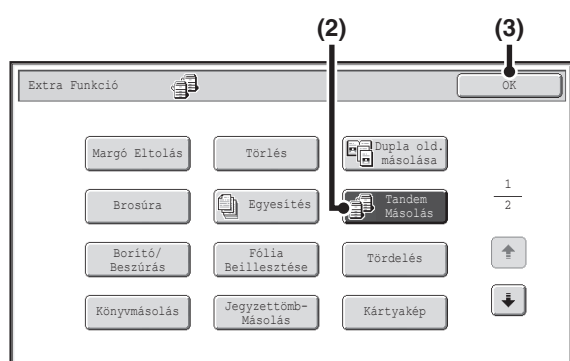 (2)
(3)
Extra Funkció
OK
Margó Eltolás
Törlés
Dupla old.
másolása
Brosúra
Egyesítés
Tandem
Másolás
1
2
Borító/
Beszúrás
Fólia
Beillesztése
Tördelés
Könyvmásolás
Jegyzettömb-
Másolás
Kártyakép